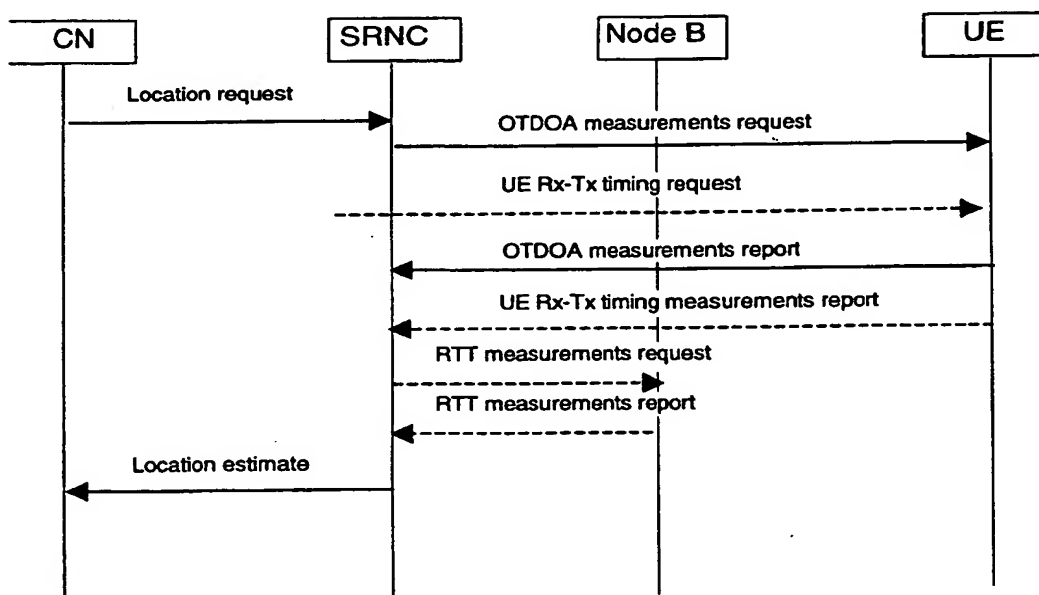 CN
SRNC
Node B
UE
Location request
OTDOA measurements request
UE Rx-Tx timing request
OTDOA measurements report
UE Rx-Tx timing measurements report
RTT measurements request
RTT measurements report
Location estimate